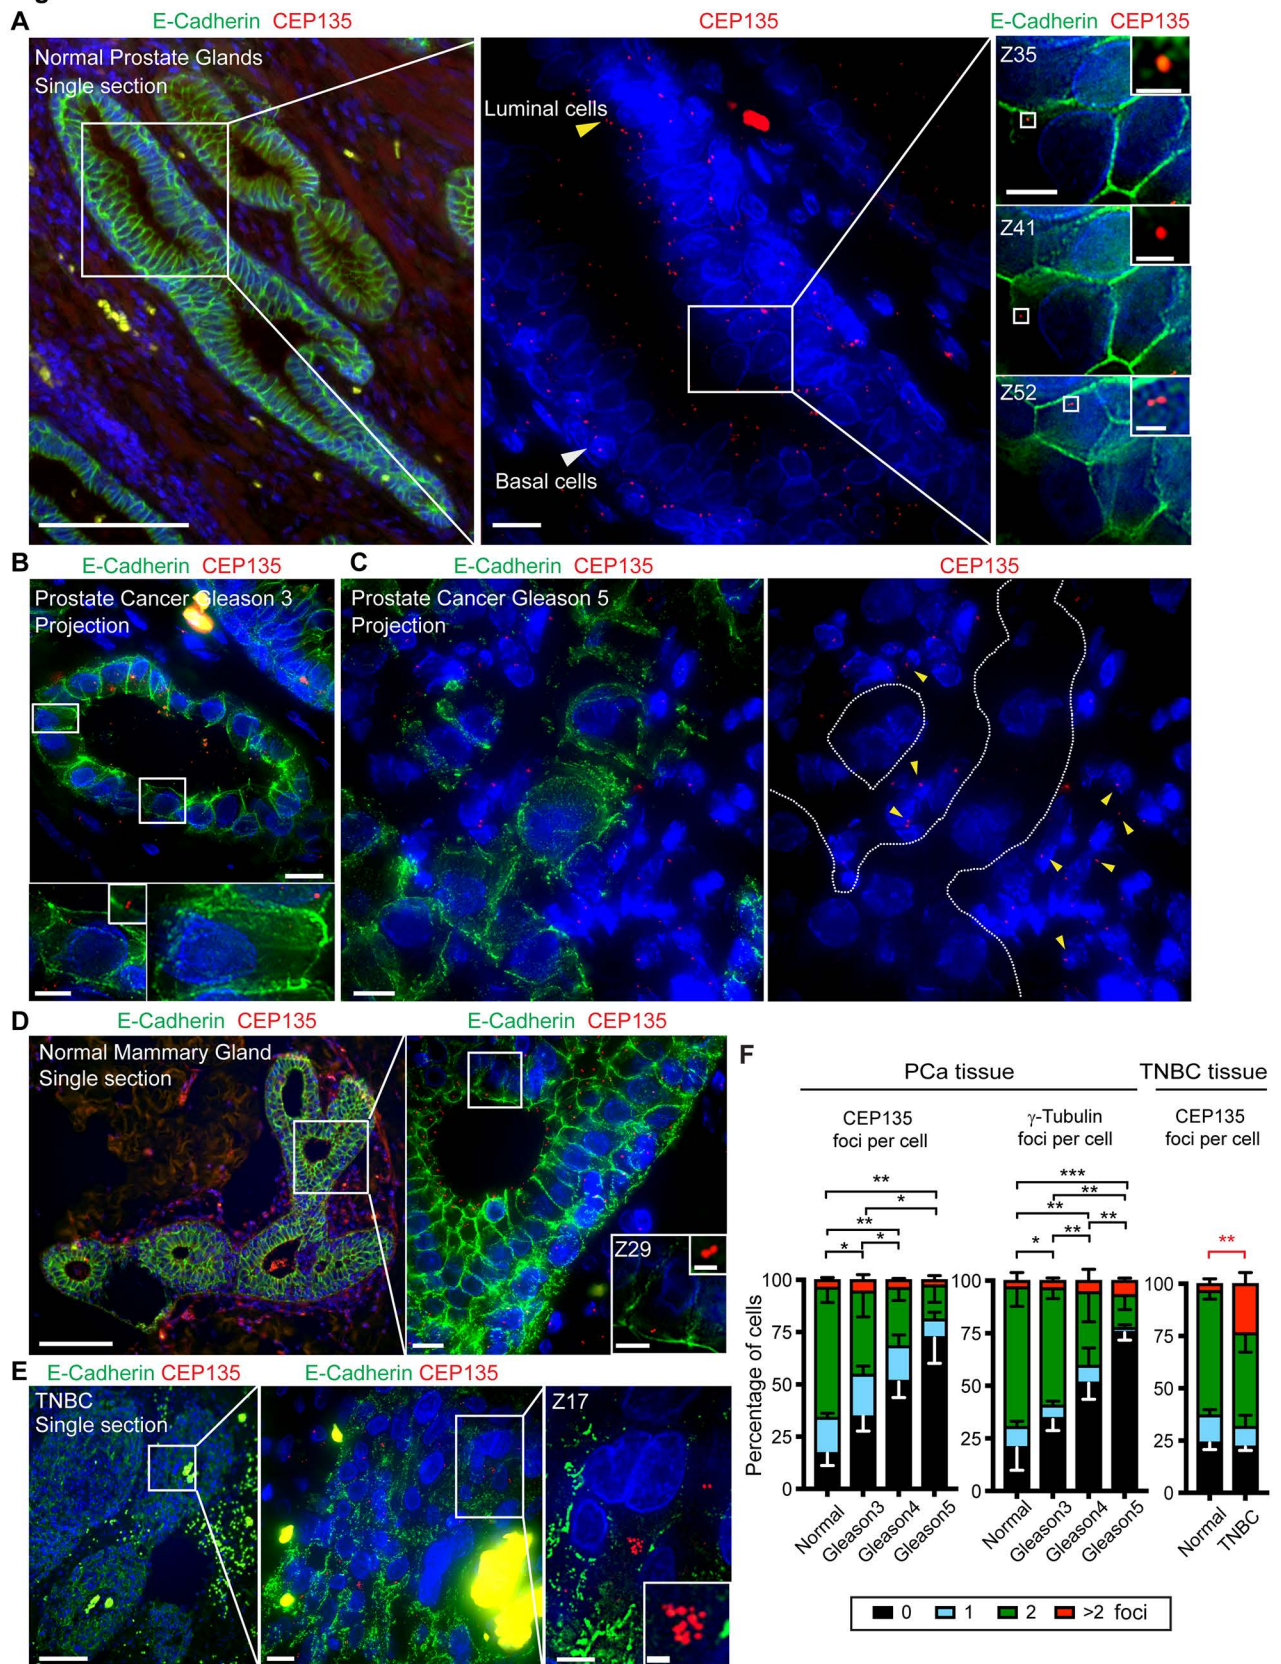 A
E-Cadherin CEP135
CEP135
E-Cadherin CEP135
Normal Prostate Glands
Single section
Luminal cells
Basal cells
Z35
Z41
Z52
B
E-Cadherin CEP135
C
E-Cadherin CEP135
CEP135
Prostate Cancer Gleason 3
Projection
Prostate Cancer Gleason 5
Projection
D
E-Cadherin CEP135
E-Cadherin CEP135
Normal Mammary Gland
Single section
Z29
E
E-Cadherin CEP135
E-Cadherin CEP135
TNBC
Single section
Z17
F
PCa tissue
TNBC tissue
CEP135
foci per cell
γ-Tubulin
foci per cell
CEP135
foci per cell
**
*
**
*
*
***
**
**
**
**
*
**
Percentage of cells
100
75
50
25
0
100
75
50
25
0
100
75
50
25
0
Normal
Gleason3
Gleason4
Gleason5
Normal
Gleason3
Gleason4
Gleason5
Normal
TNBC
0 1 2 >2 foci